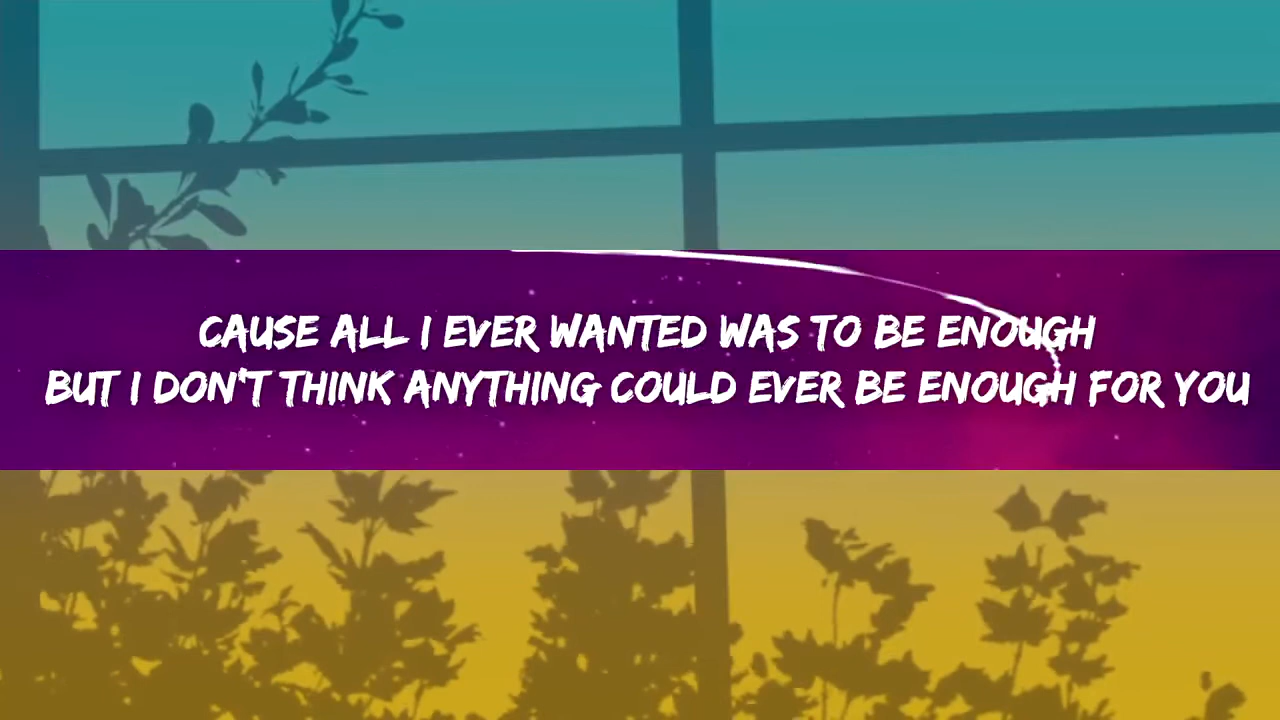 CAUSE ALL I EVER WANTED WAS TO BE ENOUGH
BUT I DON'T THINK ANYTHING COULD EVER BE ENOUGH FOR YOU